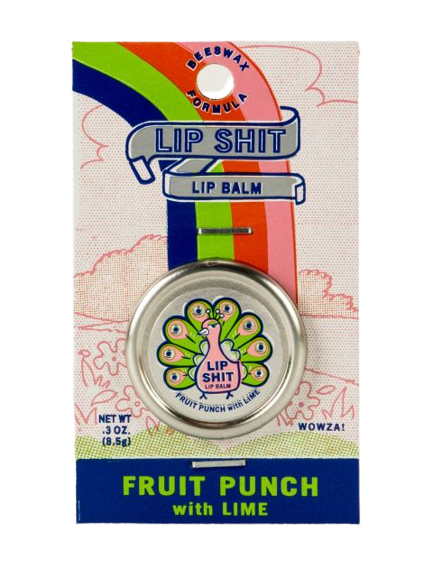 BEESWAX
FORMULA
LIP SHIT
LIP BALM
LIP
SHIT
LIP BALM
FRUIT PUNCH with LIME
NET WT
.3 OZ.
(8.5g)
WOWZA!
FRUIT PUNCH
with LIME